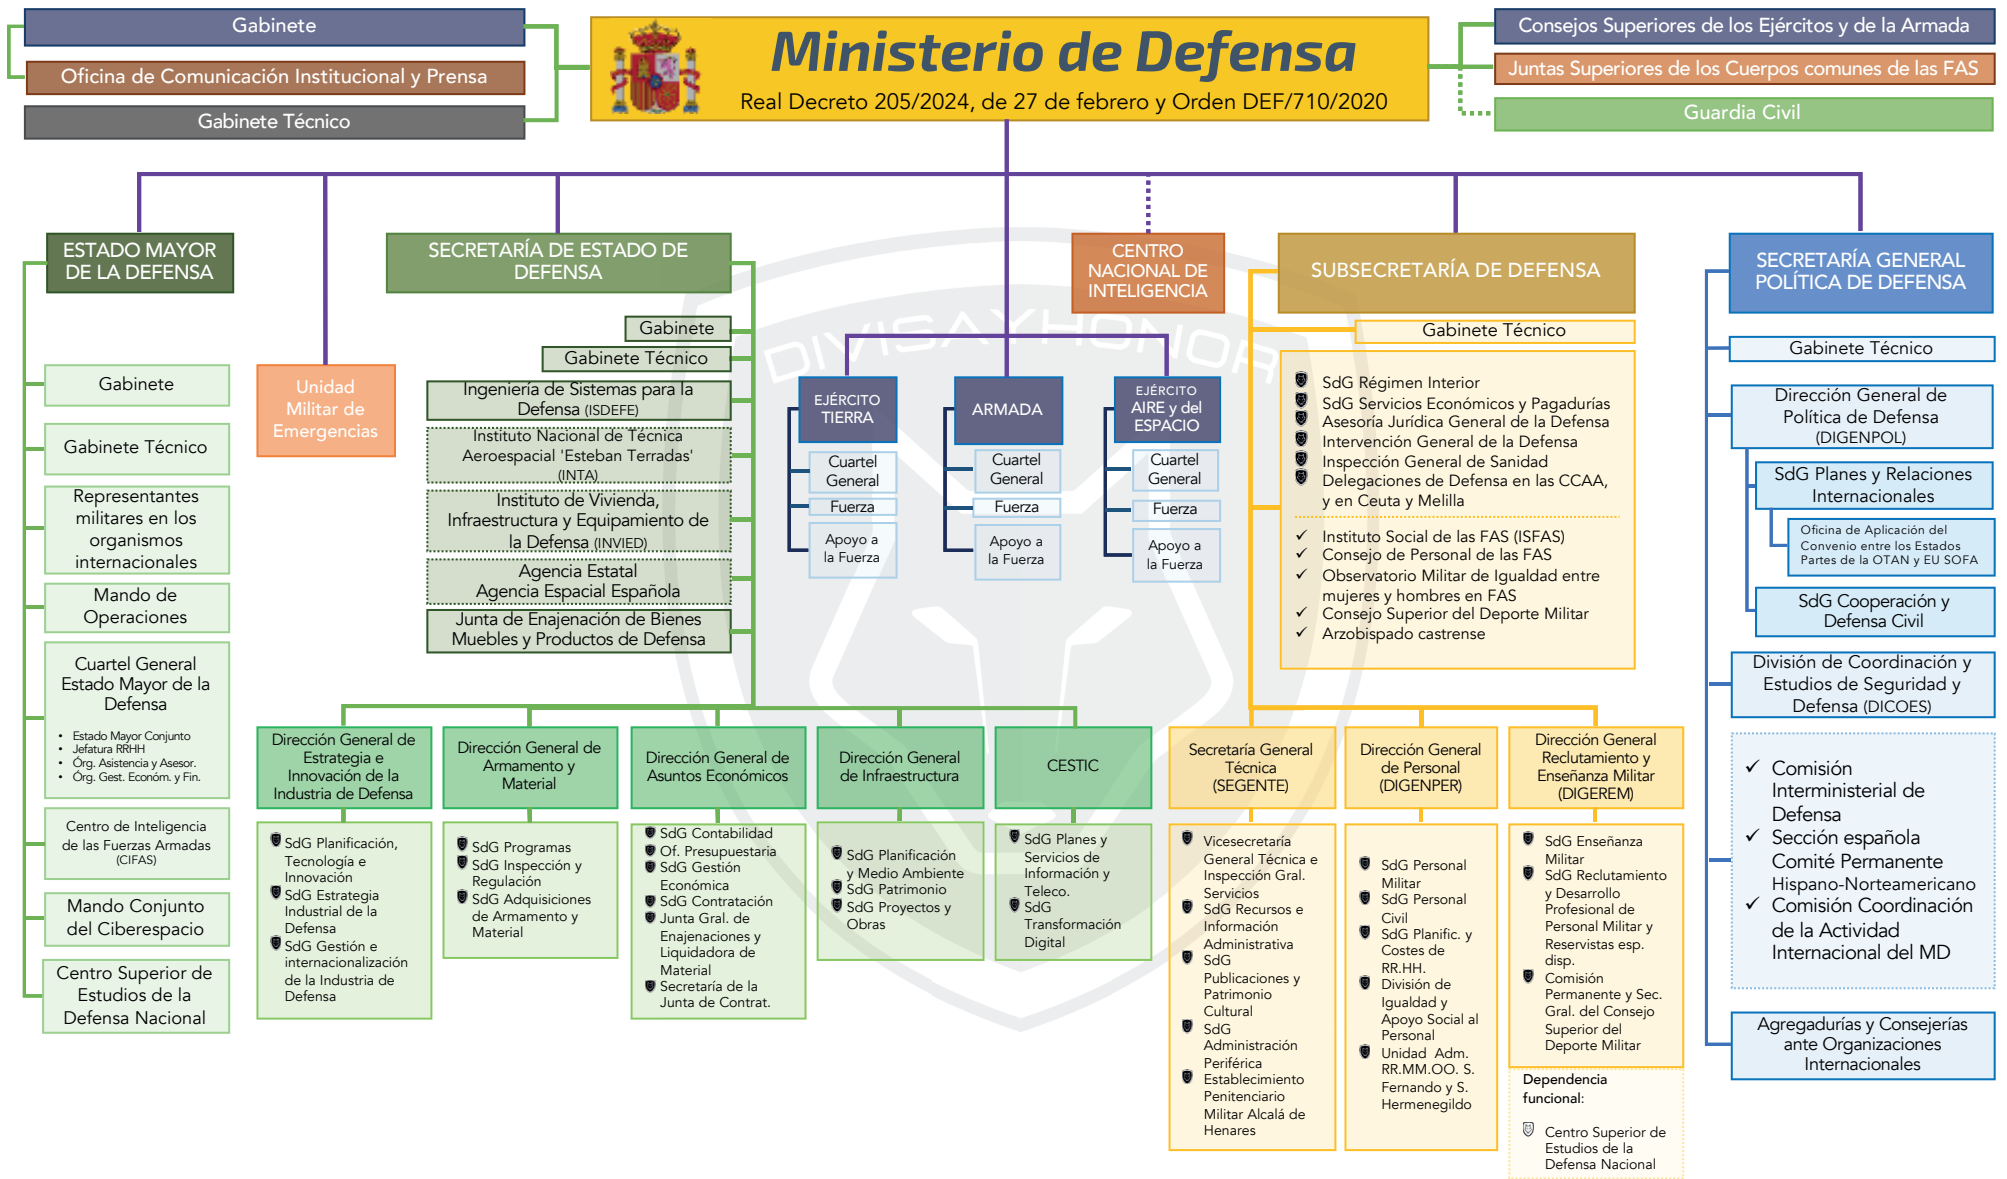 Gabinete
Oficina de Comunicación Institucional y Prensa
Gabinete Técnico
Ministerio de Defensa
Real Decreto 205/2024, de 27 de febrero y Orden DEF/710/2020
Consejos Superiores de los Ejércitos y de la Armada
Juntas Superiores de los Cuerpos comunes de las FAS
Guardia Civil
ESTADO MAYOR
DE LA DEFENSA
Gabinete
Gabinete Técnico
Representantes
militares en los
organismos
internacionales
Mando de
Operaciones
Cuartel General
Estado Mayor de la
Defensa
• Estado Mayor Conjunto
• Jefatura RRHH
• Órg. Asistencia y Asesor.
• Órg. Gest. Económ. y Fin.
Centro de Inteligencia
de las Fuerzas Armadas
(CIFAS)
Mando Conjunto
del Ciberespacio
Centro Superior de
Estudios de la
Defensa Nacional
Unidad
Militar de
Emergencias
SECRETARÍA DE ESTADO DE
DEFENSA
Gabinete
Gabinete Técnico
Ingeniería de Sistemas para la
Defensa (ISDEFE)
Instituto Nacional de Técnica
Aeroespacial 'Esteban Terradas'
(INTA)
Instituto de Vivienda,
Infraestructura y Equipamiento de
la Defensa (INVIED)
Agencia Estatal
Agencia Espacial Española
Junta de Enajenación de Bienes
Muebles y Productos de Defensa
Dirección General de
Estrategia e
Innovación de la
Industria de Defensa
SdG Planificación,
Tecnología e
Innovación
SdG Estrategia
Industrial de la
Defensa
SdG Gestión e
internacionalización
de la Industria de
Defensa
Dirección General de
Armamento y
Material
SdG Programas
SdG Inspección y
Regulación
SdG Adquisiciones
de Armamento y
Material
Dirección General de
Asuntos Económicos
SdG Contabilidad
Of. Presupuestaria
SdG Gestión
Económica
SdG Contratación
Junta Gral. de
Enajenaciones y
Liquidadora de
Material
Secretaría de la
Junta de Contrat.
Dirección General
de Infraestructura
SdG Planificación
y Medio Ambiente
SdG Patrimonio
SdG Proyectos y
Obras
CESTIC
SdG Planes y
Servicios de
Información y
Teleco.
SdG
Transformación
Digital
DIVISAYHONOR
EJÉRCITO
TIERRA
Cuartel
General
Fuerza
Apoyo a
la Fuerza
ARMADA
Cuartel
General
Fuerza
Apoyo a
la Fuerza
EJÉRCITO
AIRE y del
ESPACIO
Cuartel
General
Fuerza
Apoyo a
la Fuerza
CENTRO
NACIONAL DE
INTELIGENCIA
SUBSECRETARÍA DE DEFENSA
Gabinete Técnico
SdG Régimen Interior
SdG Servicios Económicos y Pagadurías
Asesoría Jurídica General de la Defensa
Intervención General de la Defensa
Inspección General de Sanidad
Delegaciones de Defensa en las CCAA,
y en Ceuta y Melilla
✓ Instituto Social de las FAS (ISFAS)
✓ Consejo de Personal de las FAS
✓ Observatorio Militar de Igualdad entre
mujeres y hombres en FAS
✓ Consejo Superior del Deporte Militar
✓ Arzobispado castrense
Secretaría General
Técnica
(SEGENTE)
Vicesecretaría
General Técnica e
Inspección Gral.
Servicios
SdG Recursos e
Información
Administrativa
SdG
Publicaciones y
Patrimonio
Cultural
SdG
Administración
Periférica
Establecimiento
Penitenciario
Militar Alcalá de
Henares
Dirección General
de Personal
(DIGENPER)
SdG Personal
Militar
SdG Personal
Civil
SdG Planific. y
Costes de
RR.HH.
División de
Igualdad y
Apoyo Social al
Personal
Unidad Adm.
RR.MM.OO. S.
Fernando y S.
Hermenegildo
Dirección General
Reclutamiento y
Enseñanza Militar
(DIGEREM)
SdG Enseñanza
Militar
SdG Reclutamiento
y Desarrollo
Profesional de
Personal Militar y
Reservistas esp.
disp.
Comisión
Permanente y Sec.
Gral. del Consejo
Superior del
Deporte Militar
Dependencia
funcional:
Centro Superior de
Estudios de la
Defensa Nacional
SECRETARÍA GENERAL
POLÍTICA DE DEFENSA
Gabinete Técnico
Dirección General de
Política de Defensa
(DIGENPOL)
SdG Planes y Relaciones
Internacionales
Oficina de Aplicación del
Convenio entre los Estados
Partes de la OTAN y EU SOFA
SdG Cooperación y
Defensa Civil
División de Coordinación y
Estudios de Seguridad y
Defensa (DICOES)
✓ Comisión
Interministerial de
Defensa
✓ Sección española
Comité Permanente
Hispano-Norteamericano
✓ Comisión Coordinación
de la Actividad
Internacional del MD
Agregadurías y Consejerías
ante Organizaciones
Internacionales